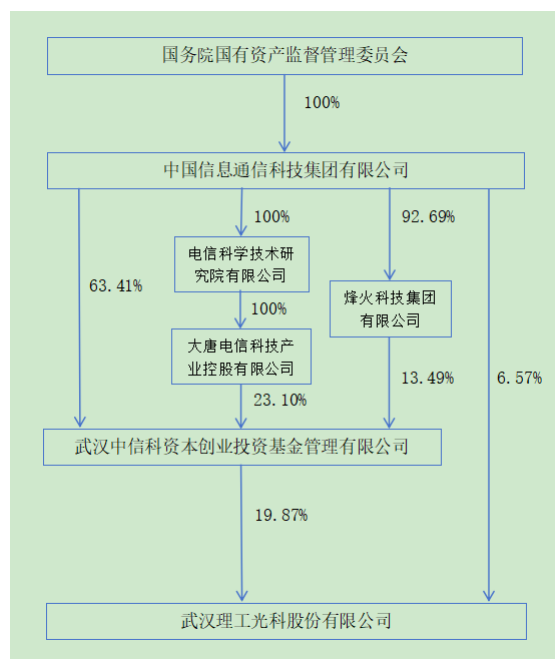 国务院国有资产监督管理委员会
100%
中国信息通信科技集团有限公司
100%
92.69%
电信科学技术研
究院有限公司
63.41%
烽火科技集团
有限公司
100%
大唐电信科技产
业控股有限公司
13.49%
6.57%
23.10%
武汉中信科资本创业投资基金管理有限公司
19.87%
武汉理工光科股份有限公司